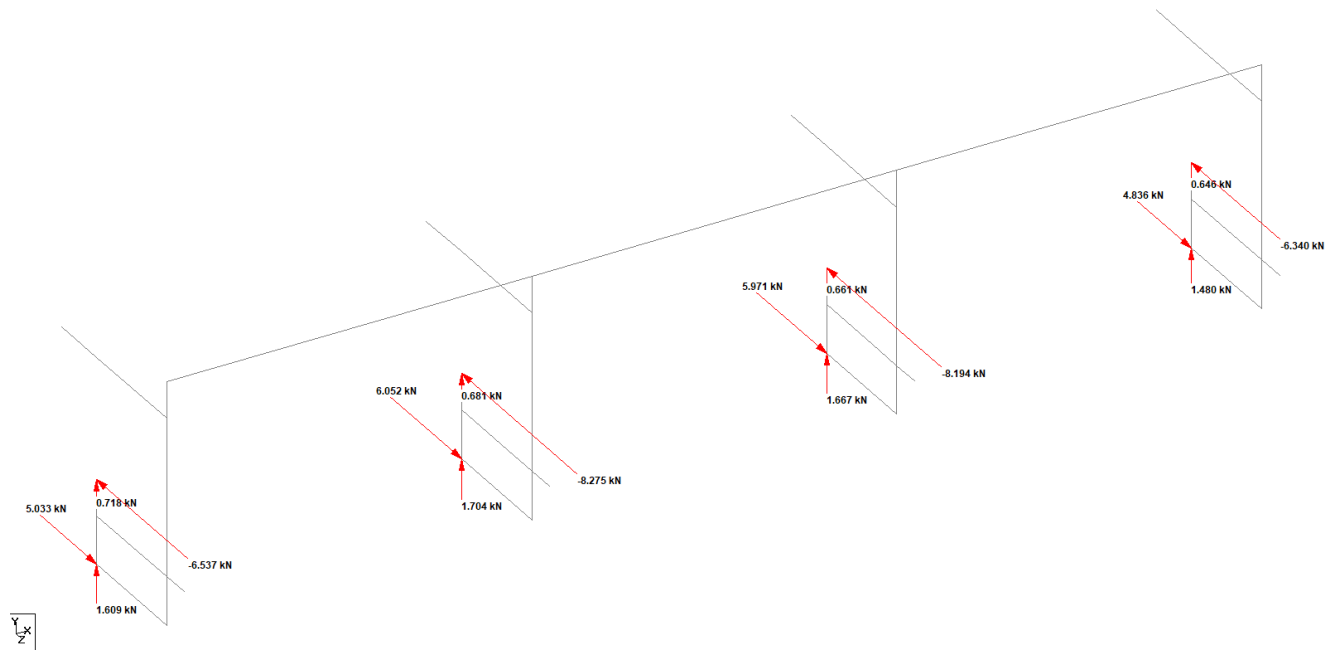 0.646 kN
4.836 kN
-6.340 kN
0.661 kN
5.971 kN
1.480 kN
-8.194 kN
6.052 kN
0.681 kN
1.667 kN
-8.275 kN
0.718 kN
5.033 kN
1.704 kN
-6.537 kN
1.609 kN
Y
X
Z